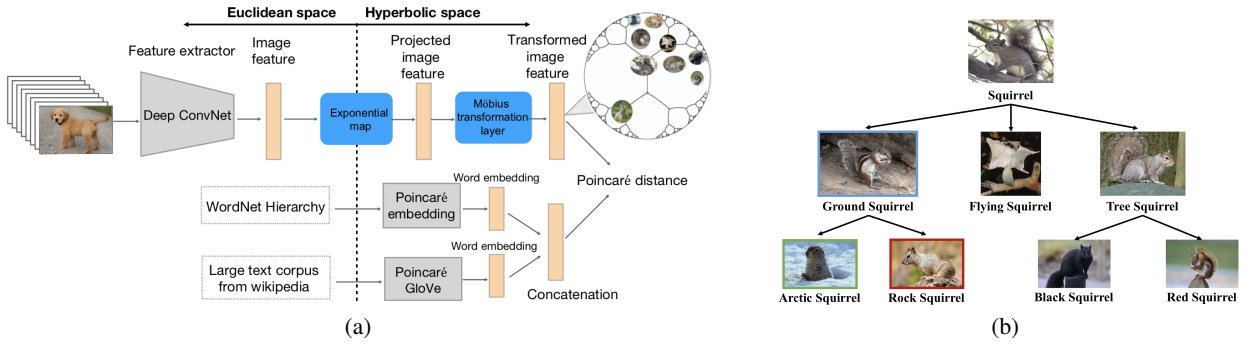 Euclidean space
Hyperbolic space
Feature extractor
Image
feature
Projected
image
feature
Transformed
image
feature
Deep ConvNet
Exponential
map
Möbius
transformation
layer
Poincaré distance
WordNet Hierarchy
Poincaré
embedding
Word embedding
Large text corpus
from wikipedia
Poincaré
GloVe
Word embedding
Concatenation
(a)
Squirrel
Ground Squirrel
Flying Squirrel
Tree Squirrel
Arctic Squirrel
Rock Squirrel
Black Squirrel
Red Squirrel
(b)